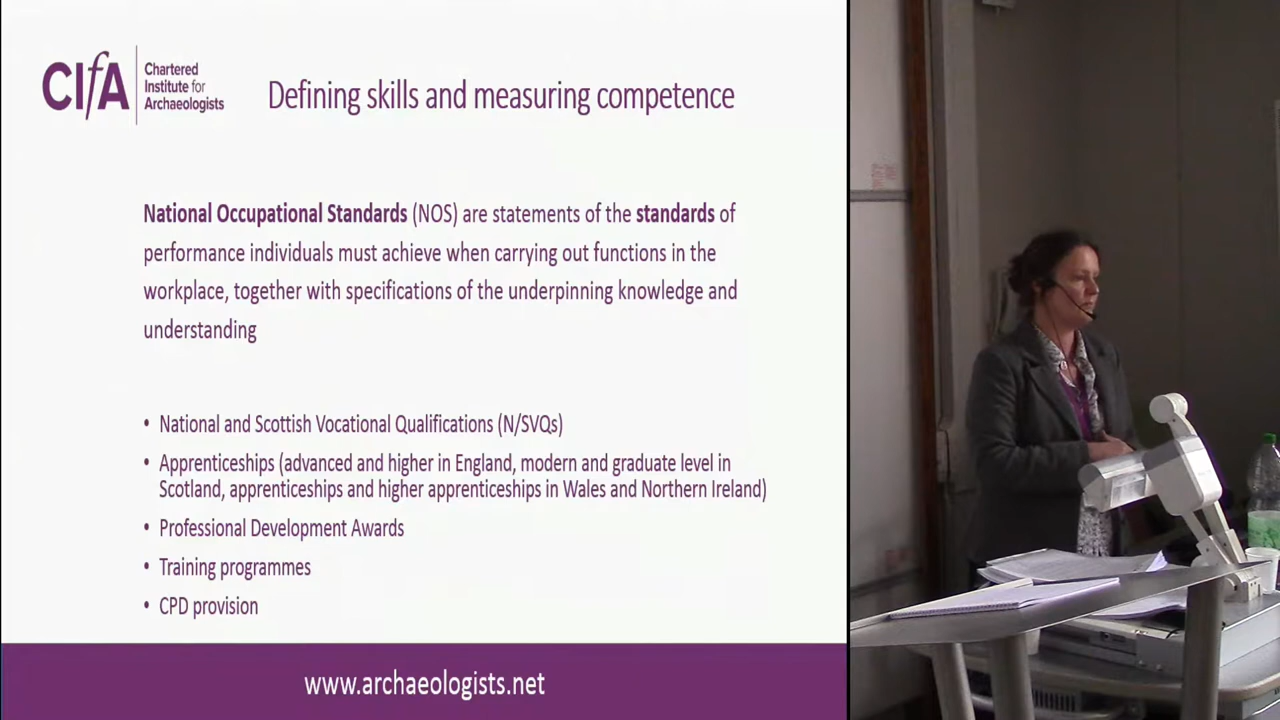 CIfA
Chartered
Institute for
Archaeologists
Defining skills and measuring competence
National Occupational Standards (NOS) are statements of the standards of
performance individuals must achieve when carrying out functions in the
workplace, together with specifications of the underpinning knowledge and
understanding
• National and Scottish Vocational Qualifications (N/SVQs)
• Apprenticeships (advanced and higher in England, modern and graduate level in
Scotland, apprenticeships and higher apprenticeships in Wales and Northern Ireland)
• Professional Development Awards
• Training programmes
• CPD provision
www.archaeologists.net